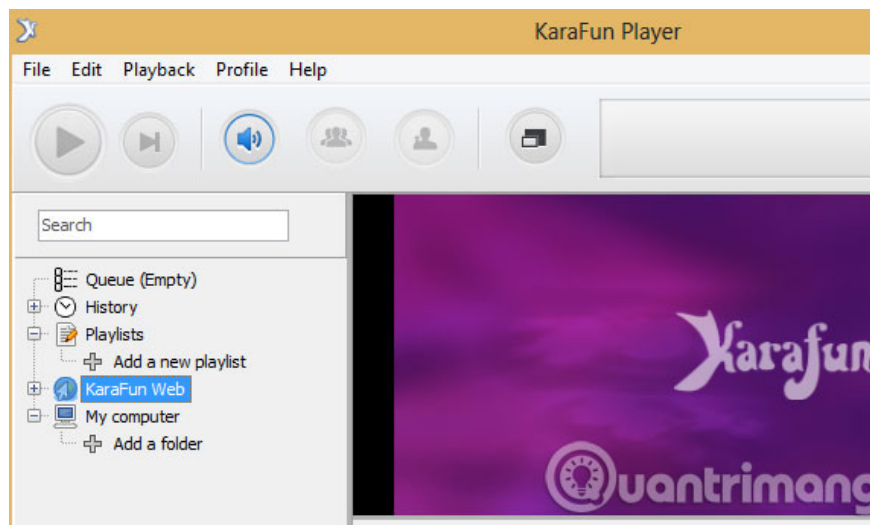 KaraFun Player
File Edit Playback Profile Help
Search
Queue (Empty)
History
Playlists
Add a new playlist
KaraFun Web
My computer
Add a folder
Karafun
Quantrimang